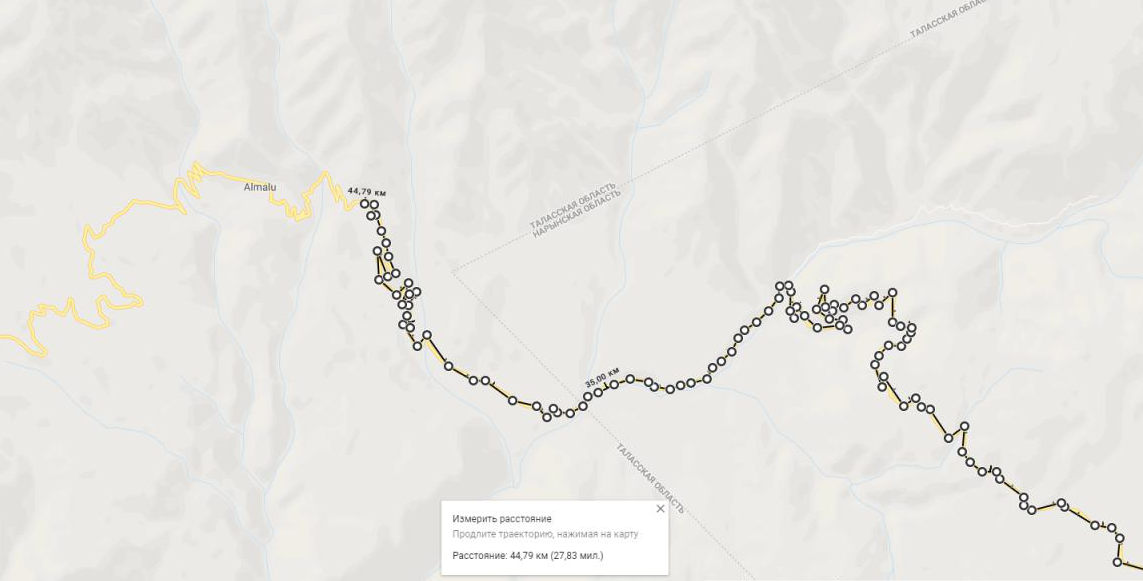 ТАЛАССКАЯ ОБЛАС
Almalu
44,79 км
ТАЛАССКАЯ ОБЛАСТЬ
НАРЫНСКАЯ ОБЛАСТЬ
35,00 км
ТАЛАССКАЯ ОБЛАСТЬ
Измерить расстояние
Продлите траекторию, нажимая на карту
Расстояние: 44,79 км (27,83 мил.)